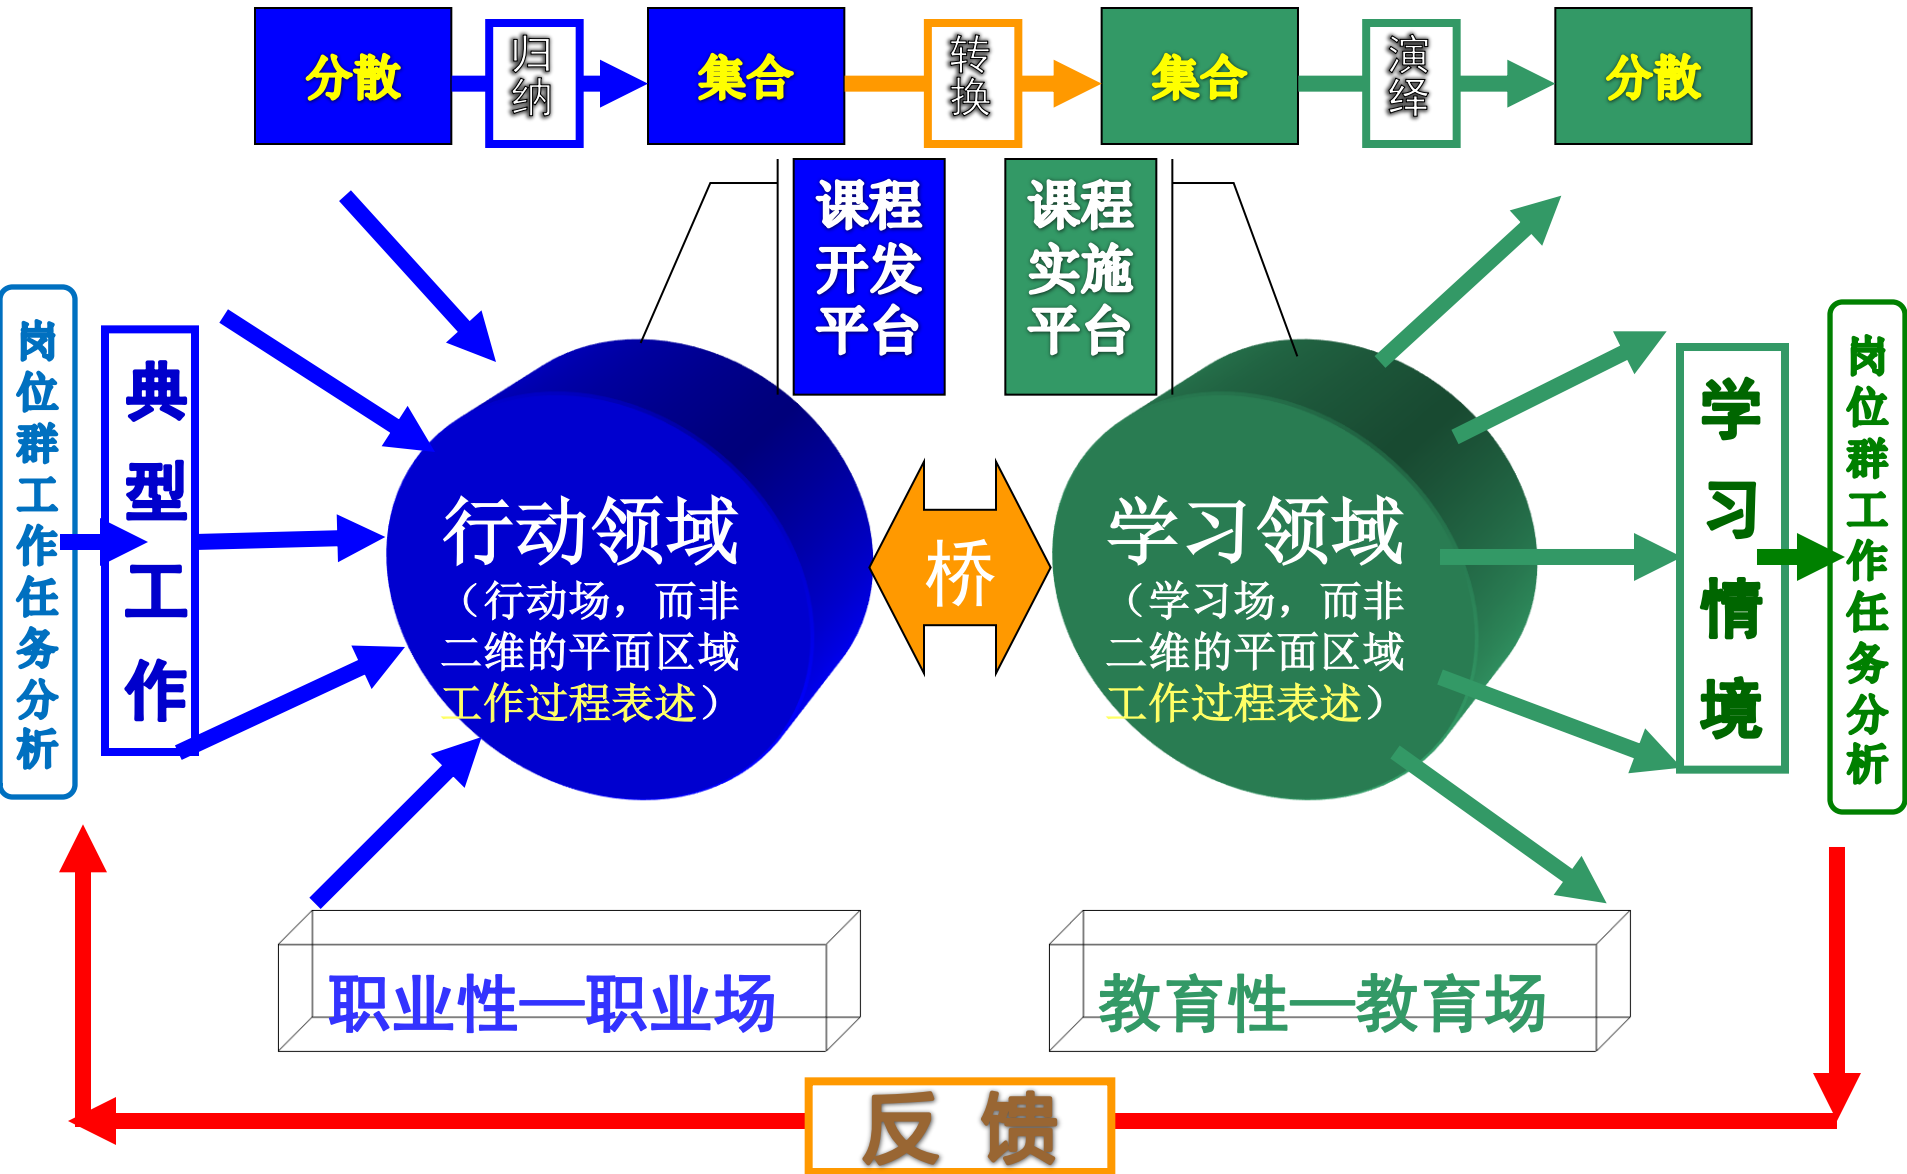 分散
归
纳
集合
转
换
集合
演
绎
分散
课程
开发
平台
课程
实施
平台
岗
位
群
工
作
任
务
分
析
典
型
工
作
行动领域
（行动场，而非
二维的平面区域
工作过程表述）
桥
学习领域
（学习场，而非
二维的平面区域
工作过程表述）
学
习
情
境
岗
位
群
工
作
任
务
分
析
职业性—职业场
教育性—教育场
反 馈